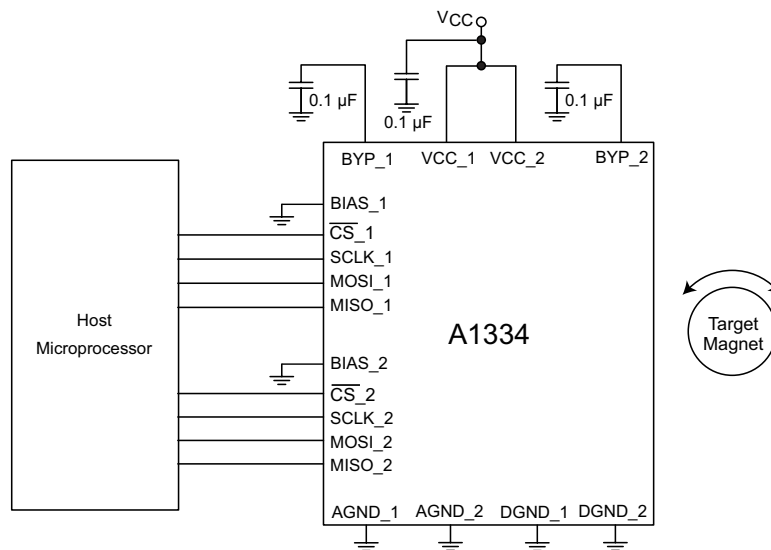 VCC
0.1 µF
0.1 µF
0.1 µF
BYP_1
VCC_1
VCC_2
BYP_2
BIAS_1
CS_1
SCLK_1
MOSI_1
MISO_1
Host
Microprocessor
A1334
Target
Magnet
BIAS_2
CS_2
SCLK_2
MOSI_2
MISO_2
AGND_1
AGND_2
DGND_1
DGND_2